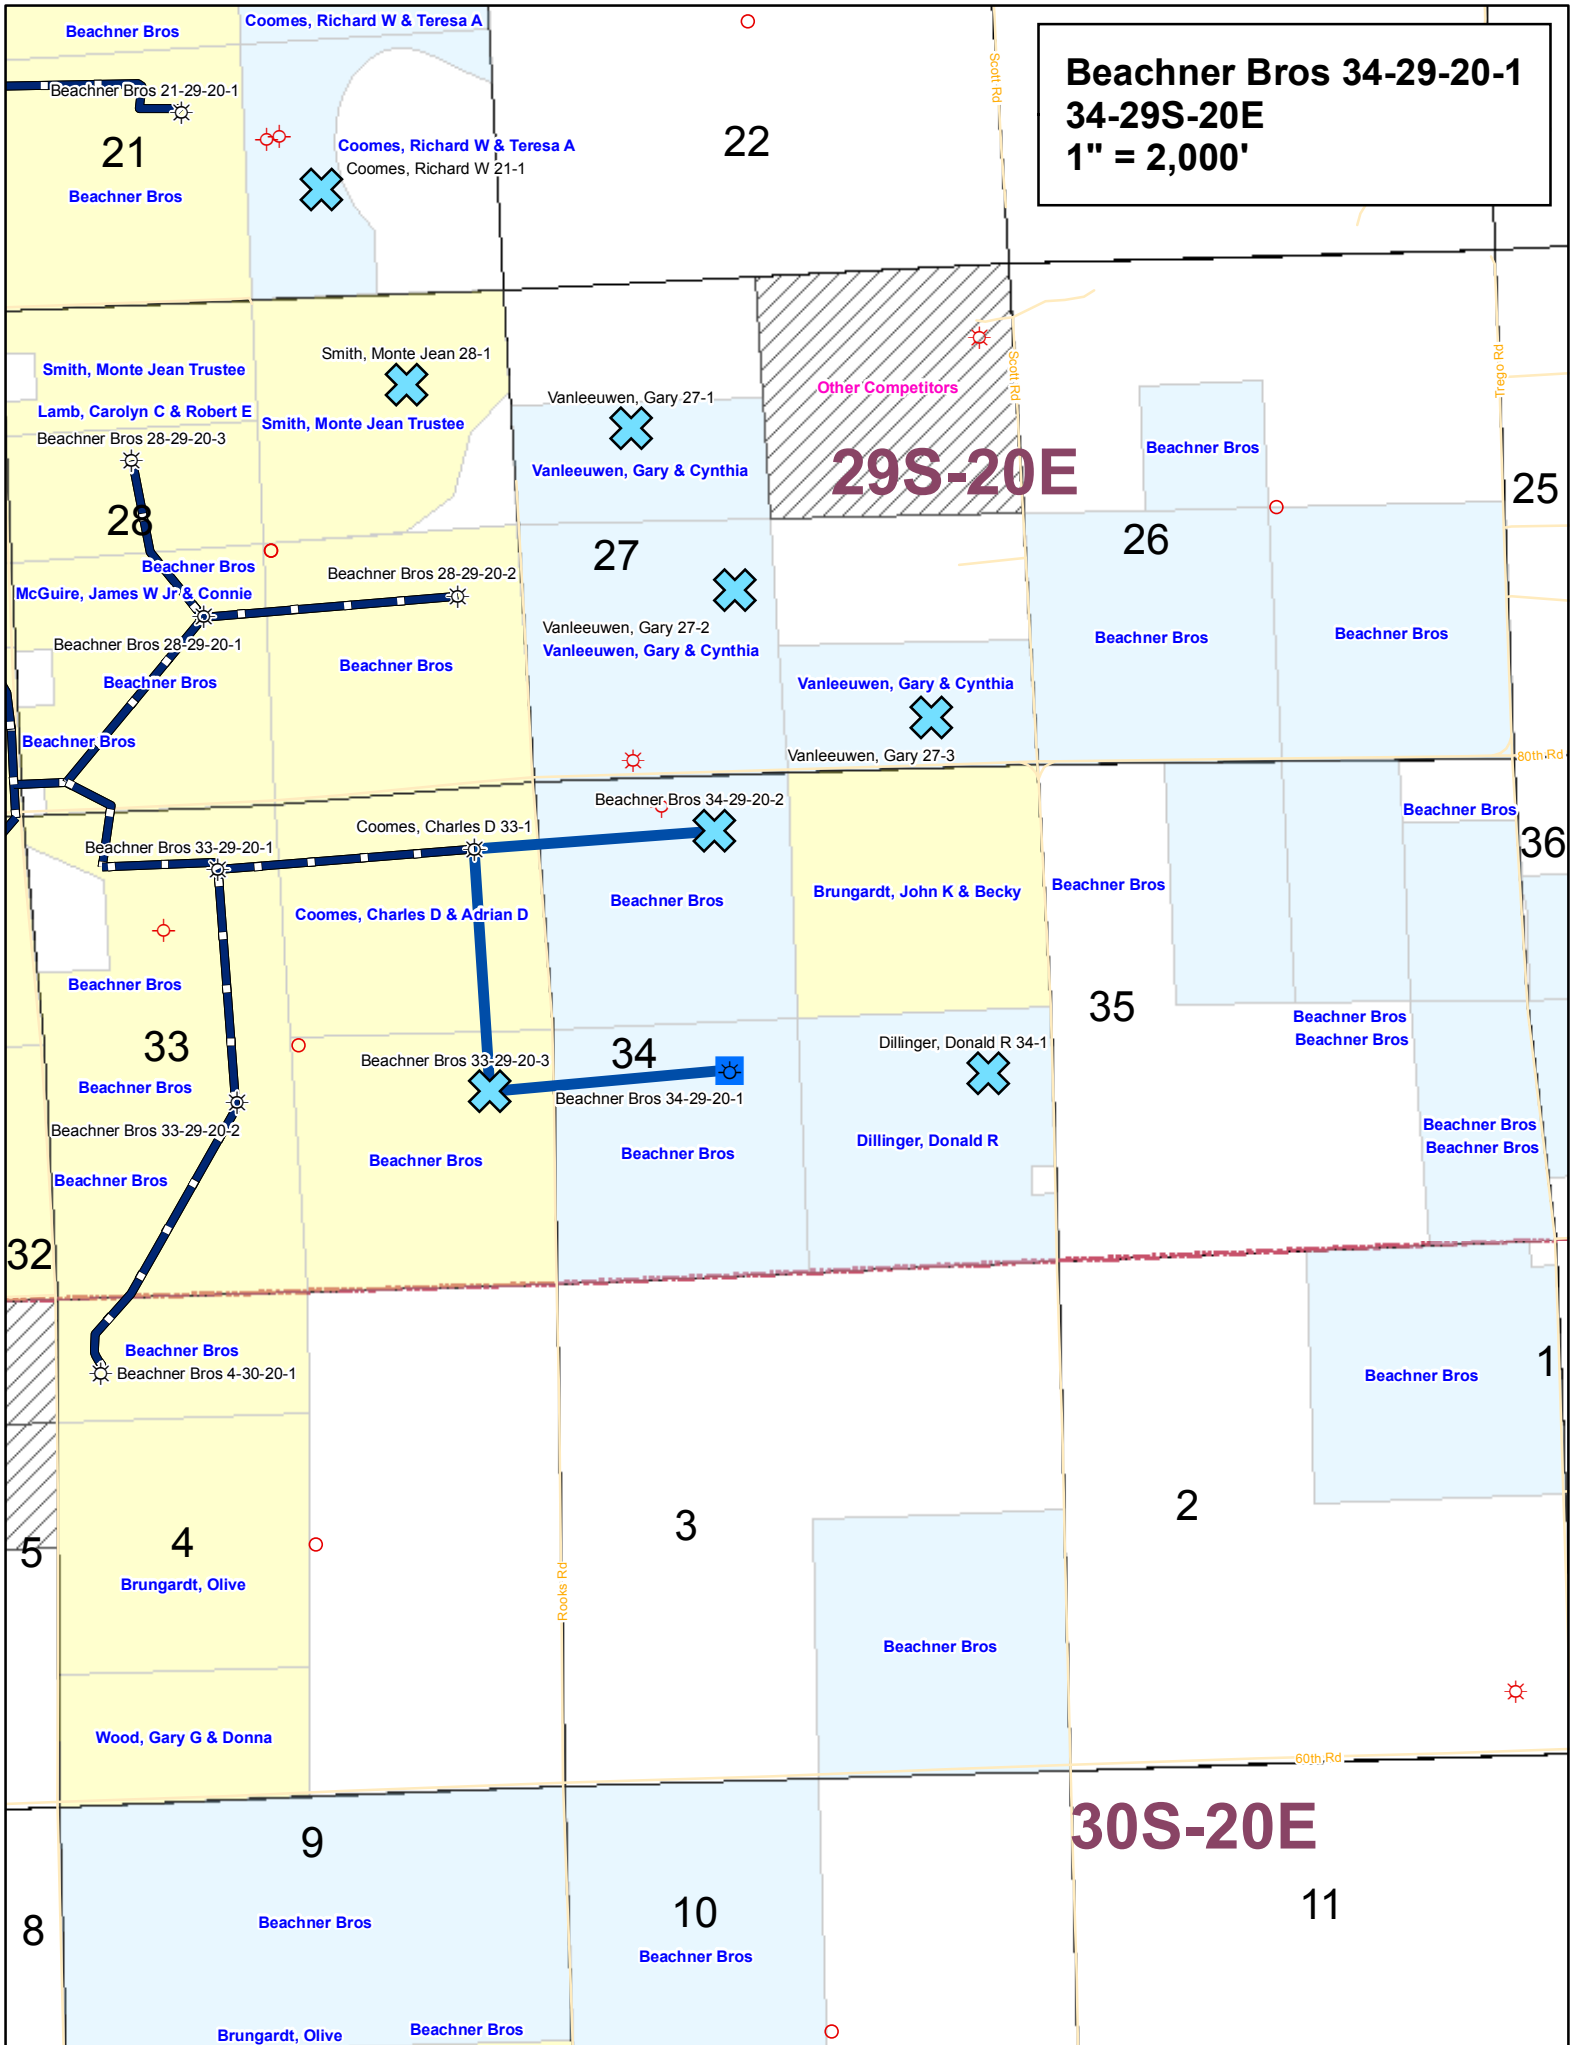 Beachner Bros 34-29-20-1
34-29S-20E
1" = 2,000'
Coomes, Richard W & Teresa A
Beachner Bros
Scott Rd
Beachner Bros 21-29-20-1
21
22
Coomes, Richard W & Teresa A
Coomes, Richard W 21-1
Beachner Bros
Smith, Monte Jean 28-1
Smith, Monte Jean Trustee
Scott Rd
Trego Rd
Other Competitors
Vanleeuwen, Gary 27-1
Lamb, Carolyn C & Robert E
Smith, Monte Jean Trustee
Beachner Bros 28-29-20-3
Beachner Bros
Vanleeuwen, Gary & Cynthia
29S-20E
25
28
26
27
Beachner Bros
Beachner Bros 28-29-20-2
McGuire, James W Jr & Connie
Vanleeuwen, Gary 27-2
Beachner Bros
Beachner Bros
Beachner Bros 28-29-20-1
Vanleeuwen, Gary & Cynthia
Beachner Bros
Beachner Bros
Vanleeuwen, Gary & Cynthia
Beachner Bros
Vanleeuwen, Gary 27-3
80th Rd
Beachner Bros 34-29-20-2
Beachner Bros
Coomes, Charles D 33-1
Beachner Bros 33-29-20-1
36
Beachner Bros
Brungardt, John K & Becky
Beachner Bros
Coomes, Charles D & Adrian D
Beachner Bros
35
Beachner Bros
Beachner Bros
33
34
Dillinger, Donald R 34-1
Beachner Bros 33-29-20-3
Beachner Bros
Beachner Bros 34-29-20-1
Beachner Bros 33-29-20-2
Beachner Bros
Dillinger, Donald R
Beachner Bros
Beachner Bros
Beachner Bros
Beachner Bros
32
Beachner Bros
Beachner Bros 4-30-20-1
1
Beachner Bros
2
3
4
5
Brungardt, Olive
Rooks Rd
Beachner Bros
Wood, Gary G & Donna
60th Rd
30S-20E
9
10
11
8
Beachner Bros
Beachner Bros
Brungardt, Olive
Beachner Bros